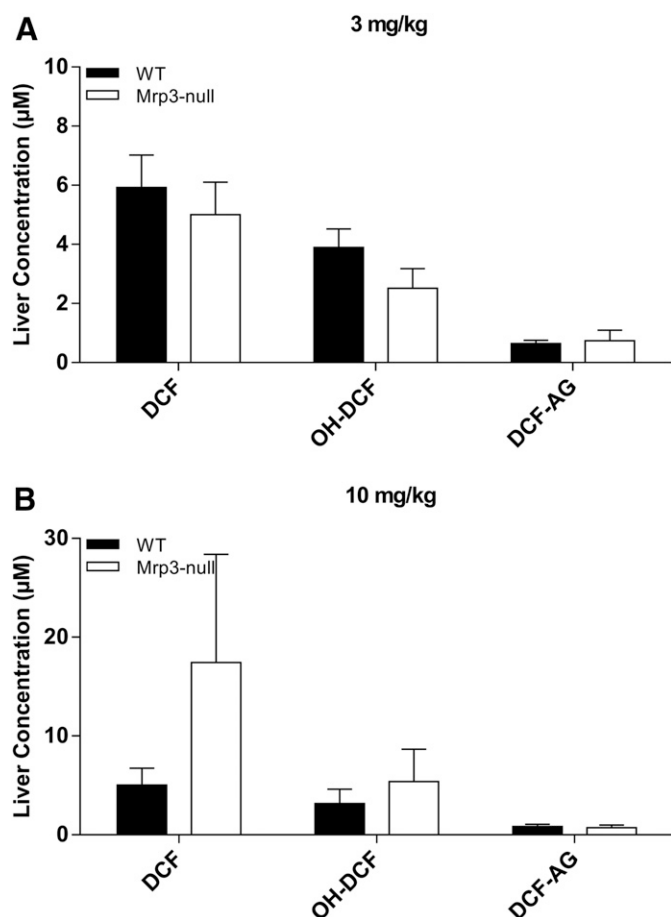 A
3 mg/kg
WT
Mrp3-null
Liver Concentration (µM)
10
8
6
4
2
0
DCF
OH-DCF
DCF-AG
B
10 mg/kg
WT
Mrp3-null
Liver Concentration (µM)
30
20
10
0
DCF
OH-DCF
DCF-AG